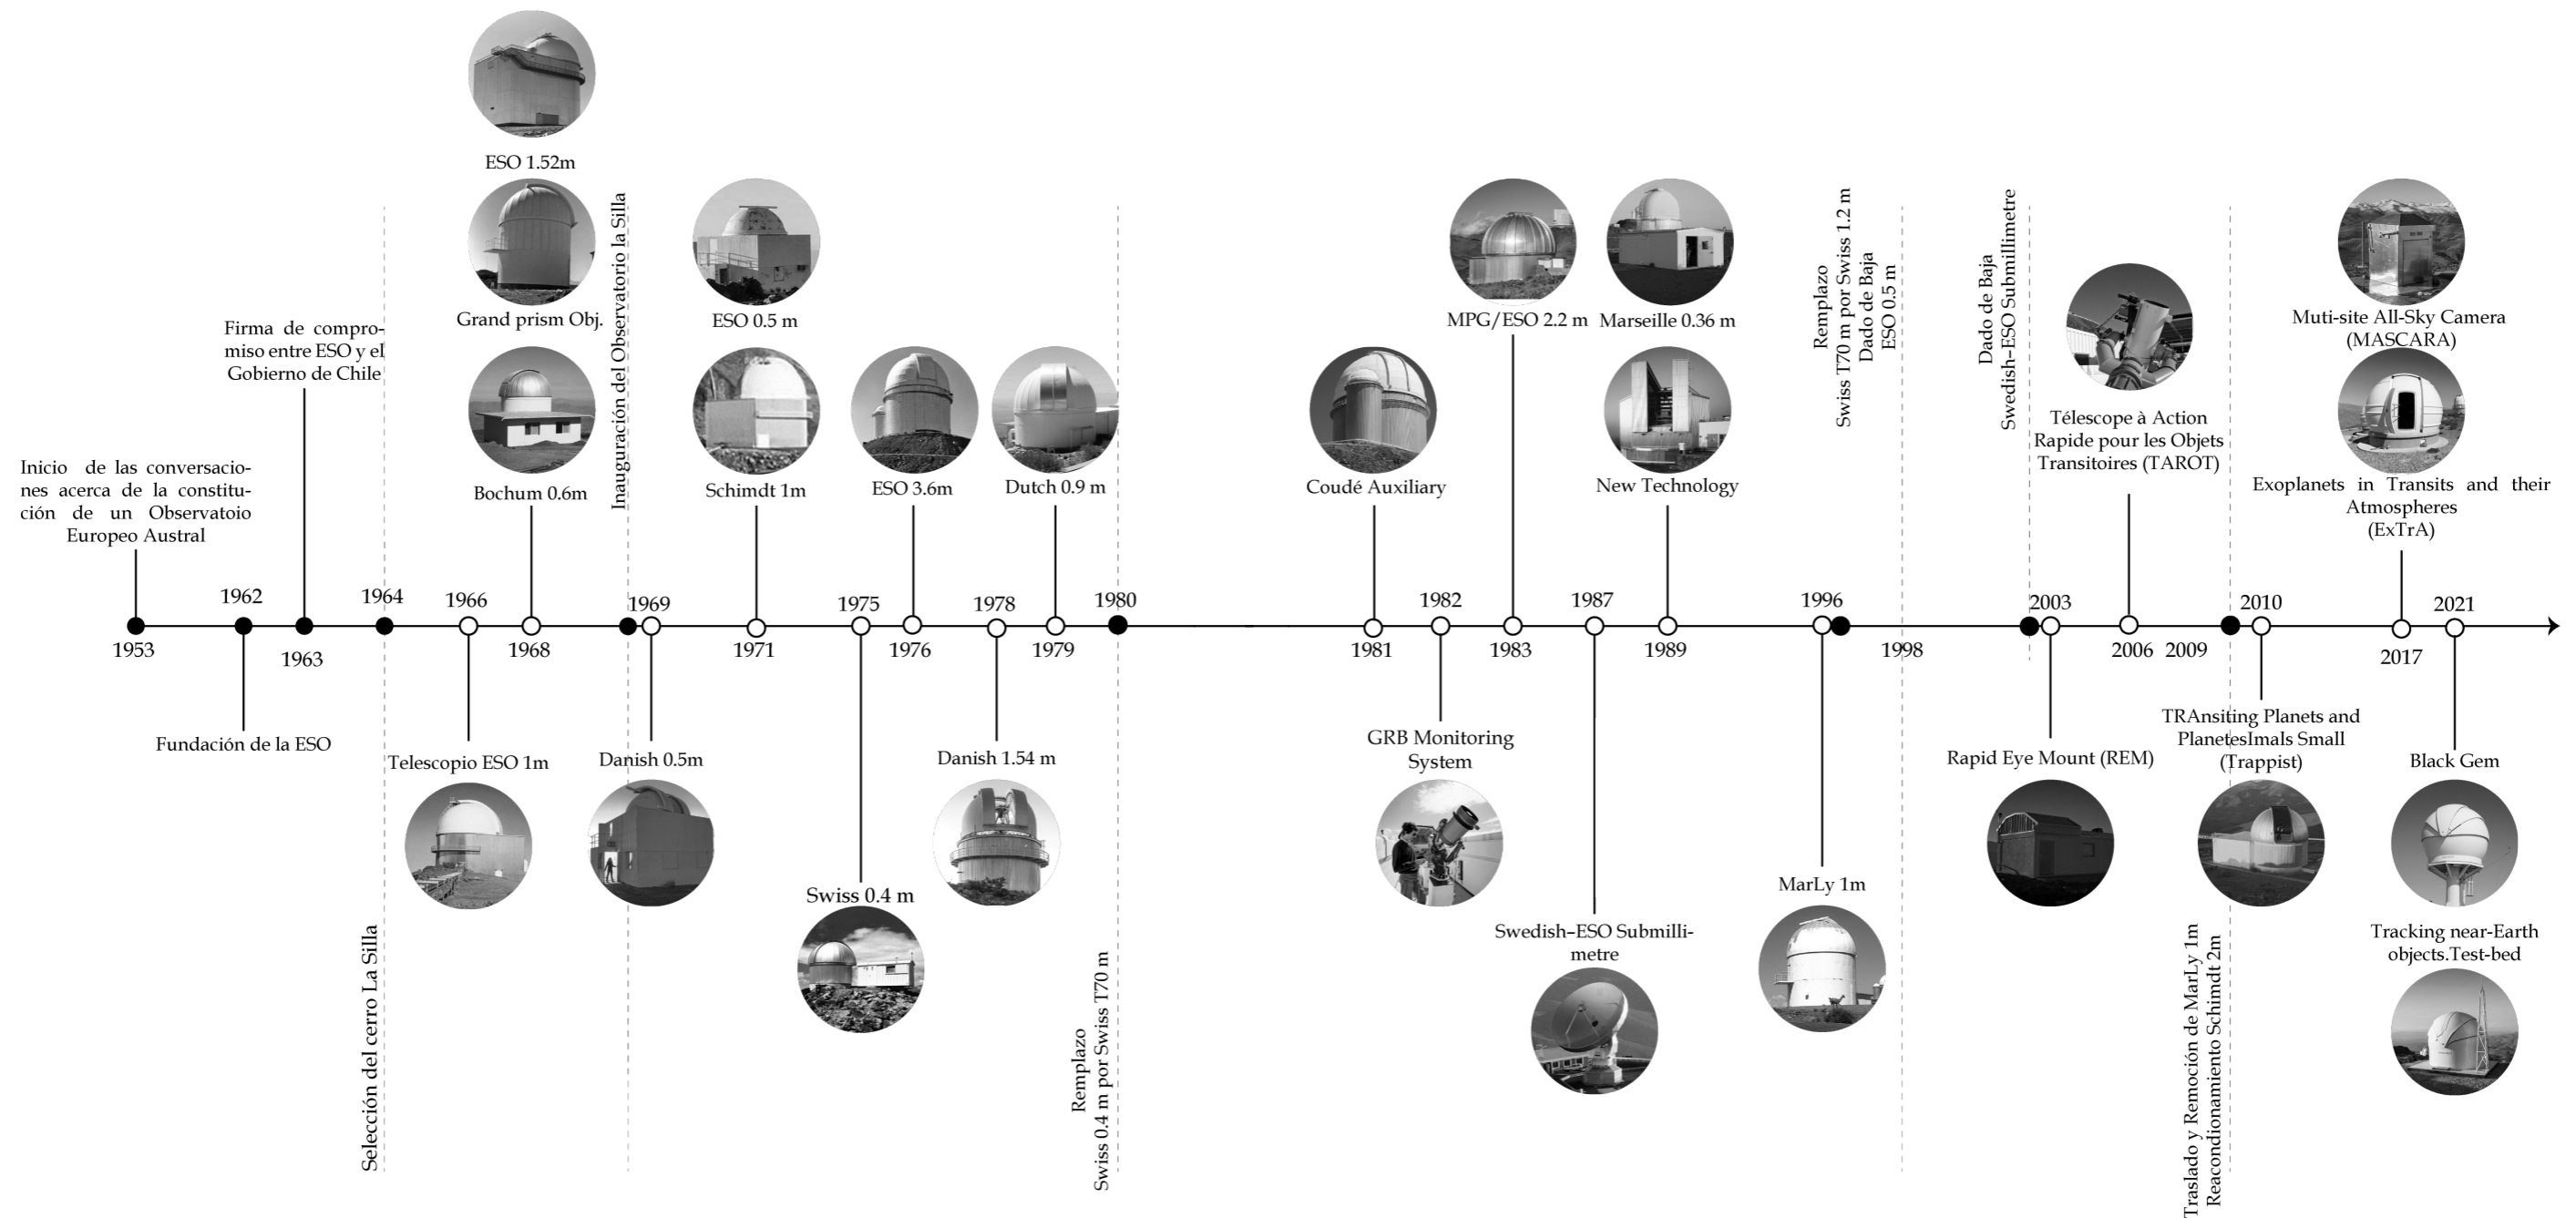 Inicio de las conversacio-
nes acerca de la constitu-
ción de un Observatoio
Europeo Austral
1953
1962
Fundación de la ESO
Firma de compro-
miso entre ESO y el
Gobierno de Chile
1963
1964
Selección del cerro La Silla
1966
Telescopio ESO 1m
ESO 1.52m
Grand prism Obj.
Bochum 0.6m
1968
Inauguración del Observatorio la Silla
1969
Danish 0.5m
ESO 0.5 m
Schimdt 1m
1971
1975
Swiss 0.4 m
ESO 3.6m
1976
1978
Danish 1.54 m
Dutch 0.9 m
1979
1980
Remplazo
Swiss 0.4 m por Swiss T70 m
Coudé Auxiliary
1981
1982
GRB Monitoring
System
MPG/ESO 2.2 m
1983
1987
Swedish–ESO Submilli-
metre
Marseille 0.36 m
New Technology
1989
1996
MarLy 1m
Remplazo
Swiss T70 m por Swiss 1.2 m
Dado de Baja
ESO 0.5 m
1998
Dado de Baja
Swedish–ESO Submillimetre
2003
Rapid Eye Mount (REM)
Télescope à Action
Rapide pour les Objets
Transitoires (TAROT)
2006
2009
Traslado y Remoción de MarLy 1m
Reacondionamiento Schimdt 2m
2010
TRAnsiting Planets and
PlanetesImals Small
(Trappist)
Muti-site All-Sky Camera
(MASCARA)
Exoplanets in Transits and their
Atmospheres
(ExTrA)
2017
2021
Black Gem
Tracking near-Earth
objects.Test-bed